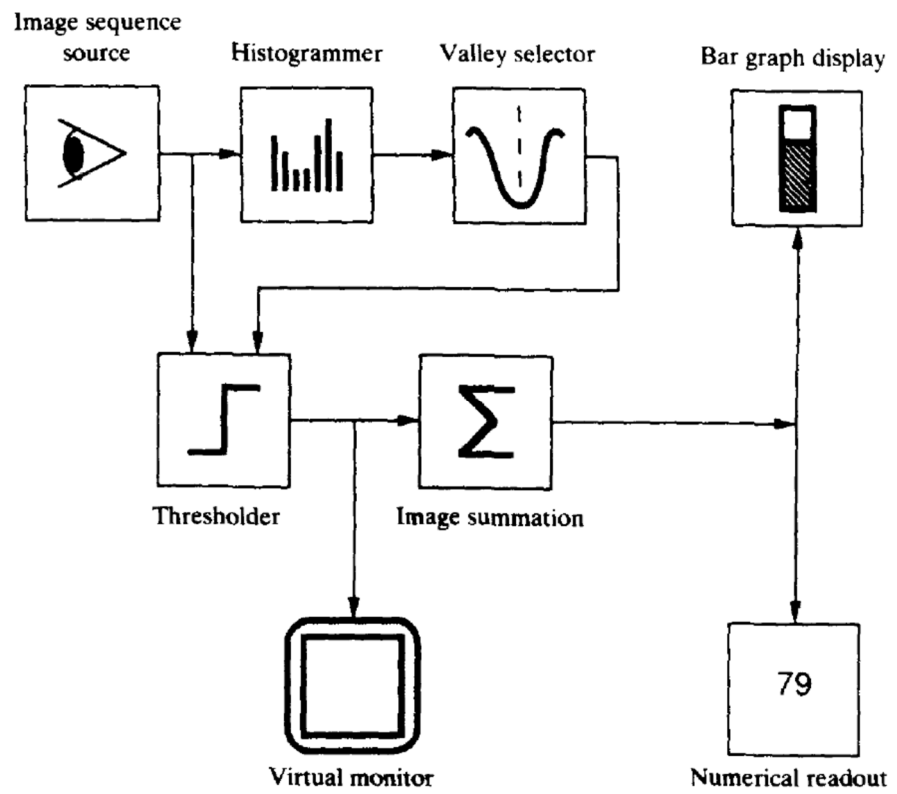 Image sequence
source
Histogrammer
Valley selector
Bar graph display
Σ
Thresholder
Image summation
79
Virtual monitor
Numerical readout